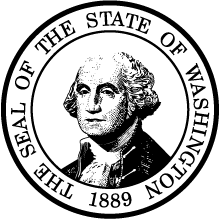 THE SEAL OF THE STATE OF WASHINGTON
1889